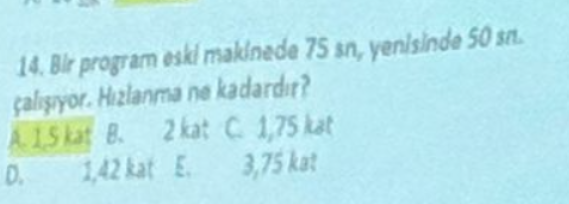 14. Bir program eski makinede 75 sn, yenisinde 50 sn.
çalışıyor. Hızlanma ne kadardır?
A. 1,5 kat B. 2 kat C. 1,75 kat
D. 1,42 kat E. 3,75 kat